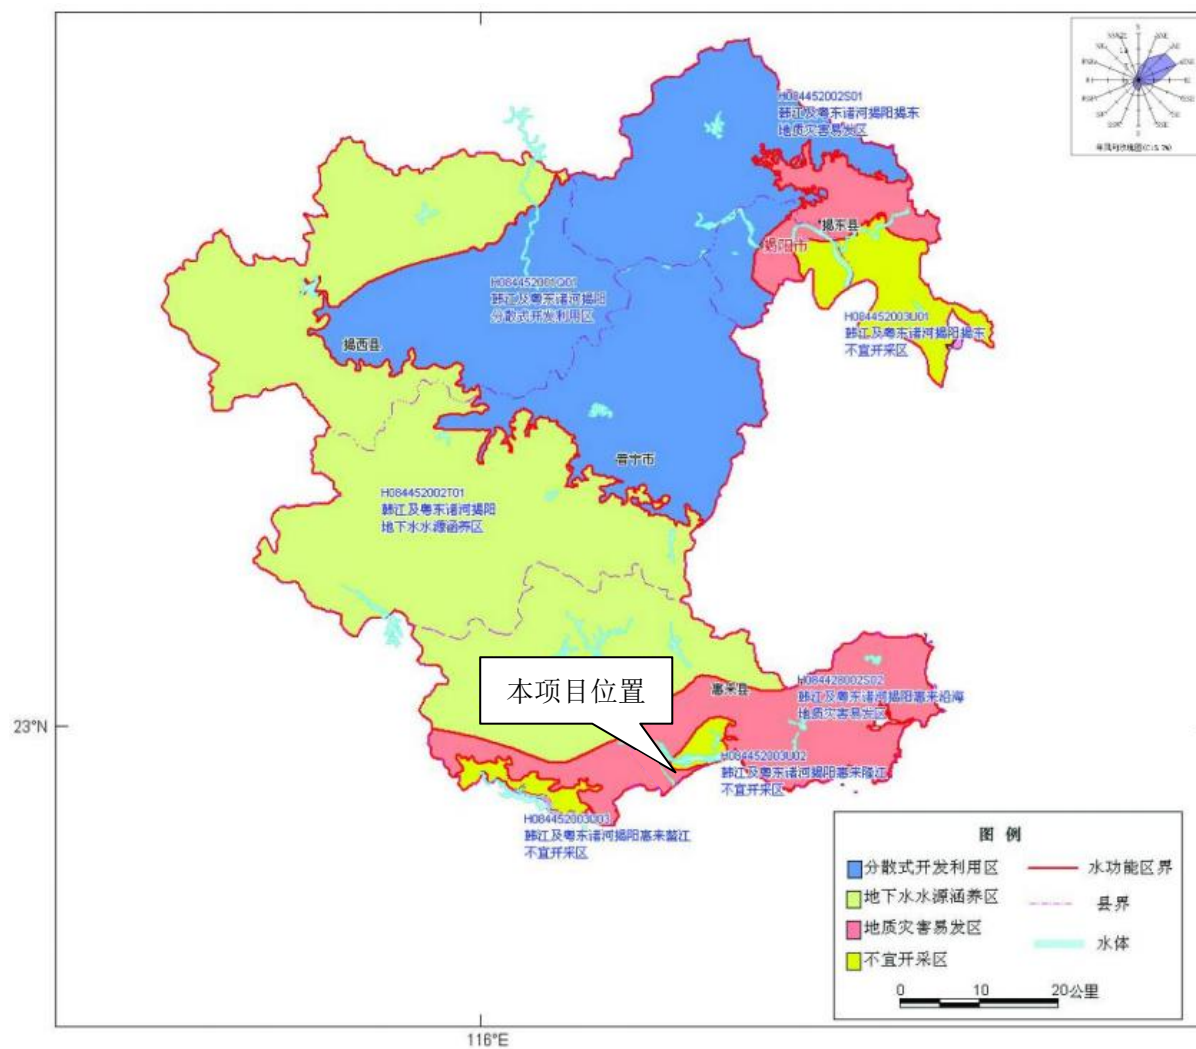 H084452002S01
韩江及粤东诸河揭阳揭东
地质灾害易发区
揭东县
揭阳市
H084452001Q01
韩江及粤东诸河揭阳
分散式开发利用区
H084452003U01
韩江及粤东诸河揭阳揭东
不宜开采区
揭西县
普宁市
H084452002T01
韩江及粤东诸河揭阳
地下水水源涵养区
本项目位置
惠来县
H084428002S02
韩江及粤东诸河揭阳惠来沿海
地质灾害易发区
23°N
H084452003U02
韩江及粤东诸河揭阳惠来隆江
不宜开采区
H084452003U03
韩江及粤东诸河揭阳惠来螯江
不宜开采区
图 例
分散式开发利用区
水功能区界
地下水水源涵养区
县界
地质灾害易发区
水体
不宜开采区
0 10 20公里
116°E